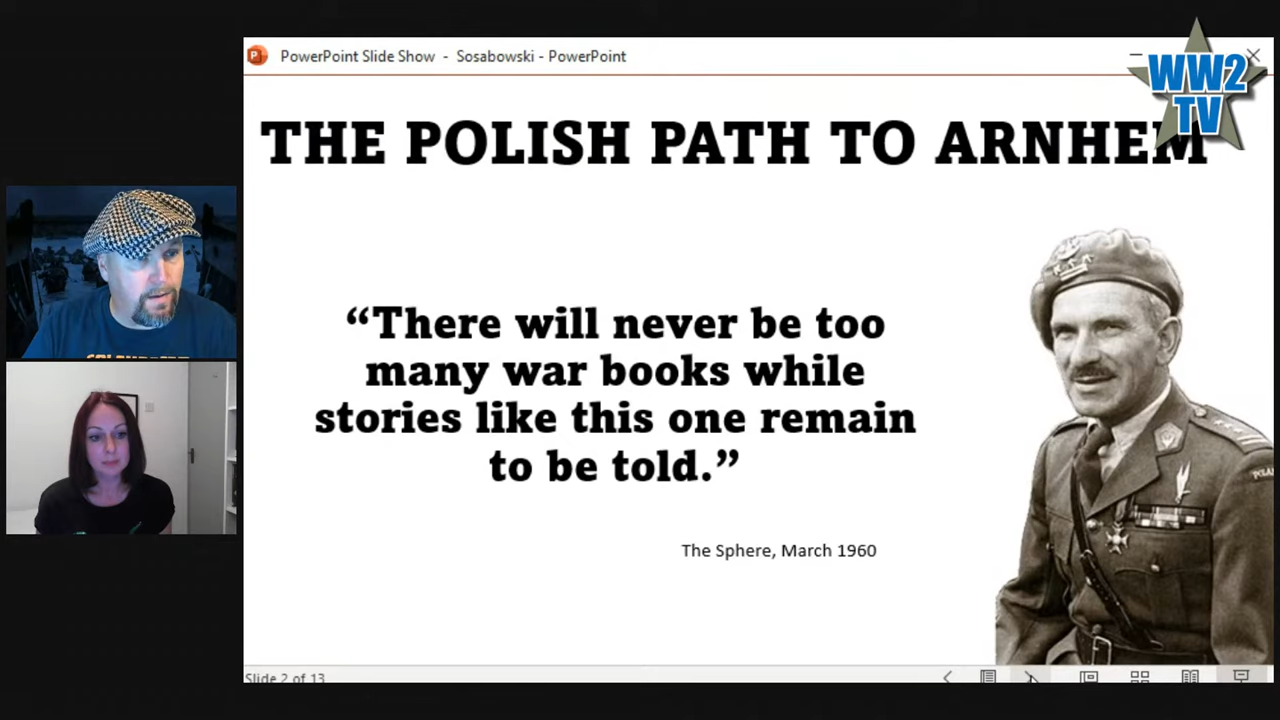 PowerPoint Slide Show - Sosabowski - PowerPoint
WW2
TV
THE POLISH PATH TO ARNHEM
“There will never be too
many war books while
stories like this one remain
to be told.”
The Sphere, March 1960
Slide 2 of 13